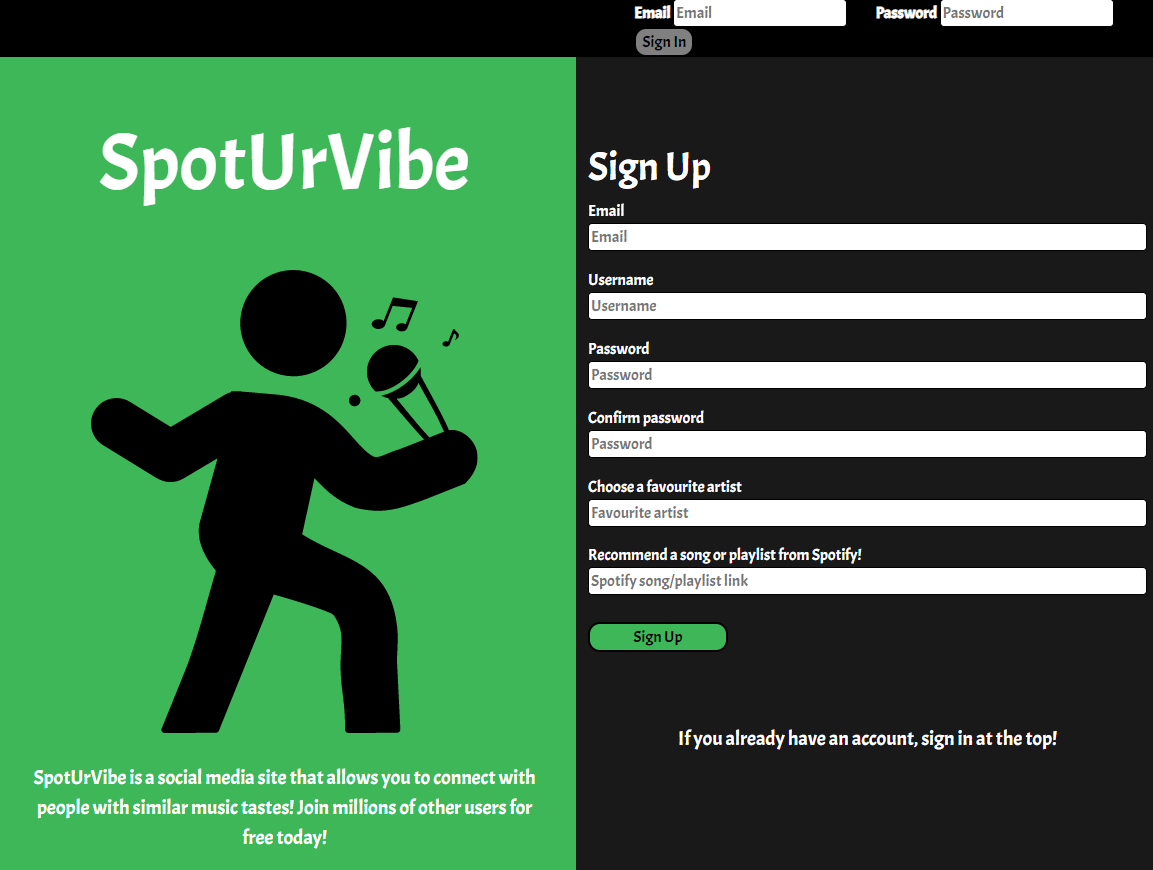 Email Email Password Password
Sign In
SpotUrVibe
SpotUrVibe is a social media site that allows you to connect with
people with similar music tastes! Join millions of other users for
free today!
Sign Up
Email
Email
Username
Username
Password
Password
Confirm password
Password
Choose a favourite artist
Favourite artist
Recommend a song or playlist from Spotify!
Spotify song/playlist link
Sign Up
If you already have an account, sign in at the top!